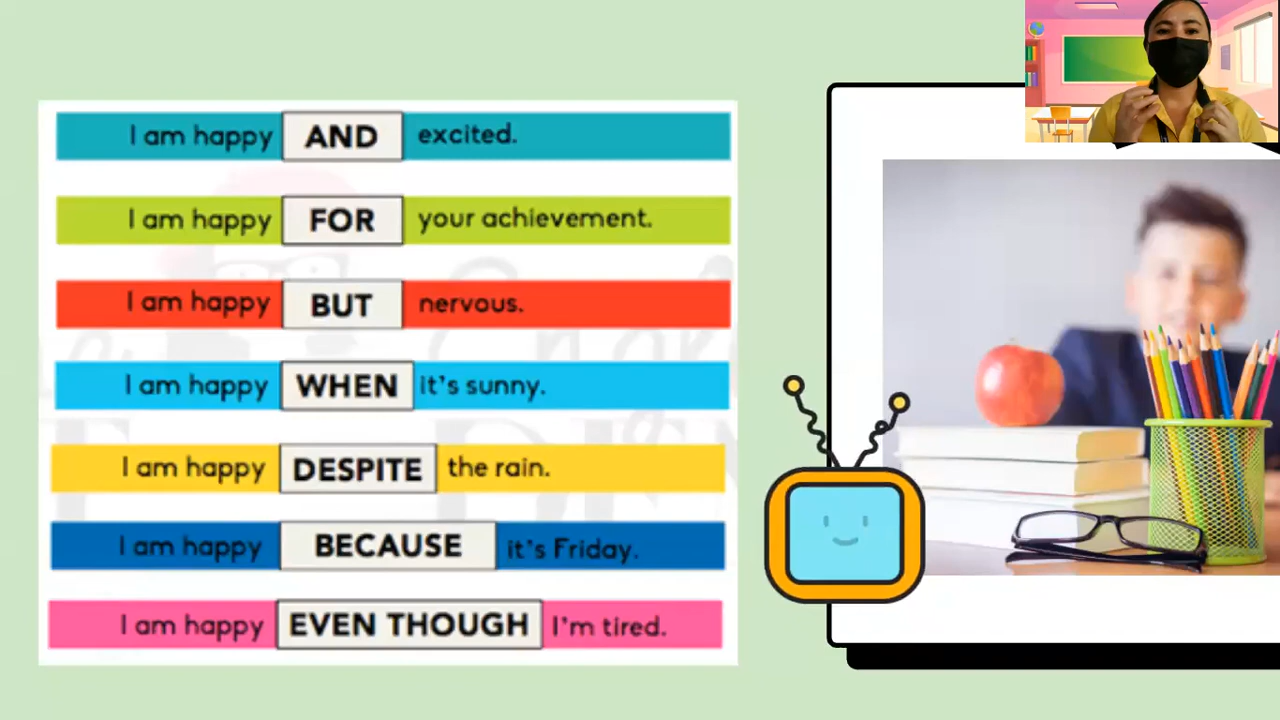 I am happy AND excited.
I am happy FOR your achievement.
I am happy BUT nervous.
I am happy WHEN it's sunny.
I am happy DESPITE the rain.
I am happy BECAUSE it's Friday.
I am happy EVEN THOUGH I'm tired.